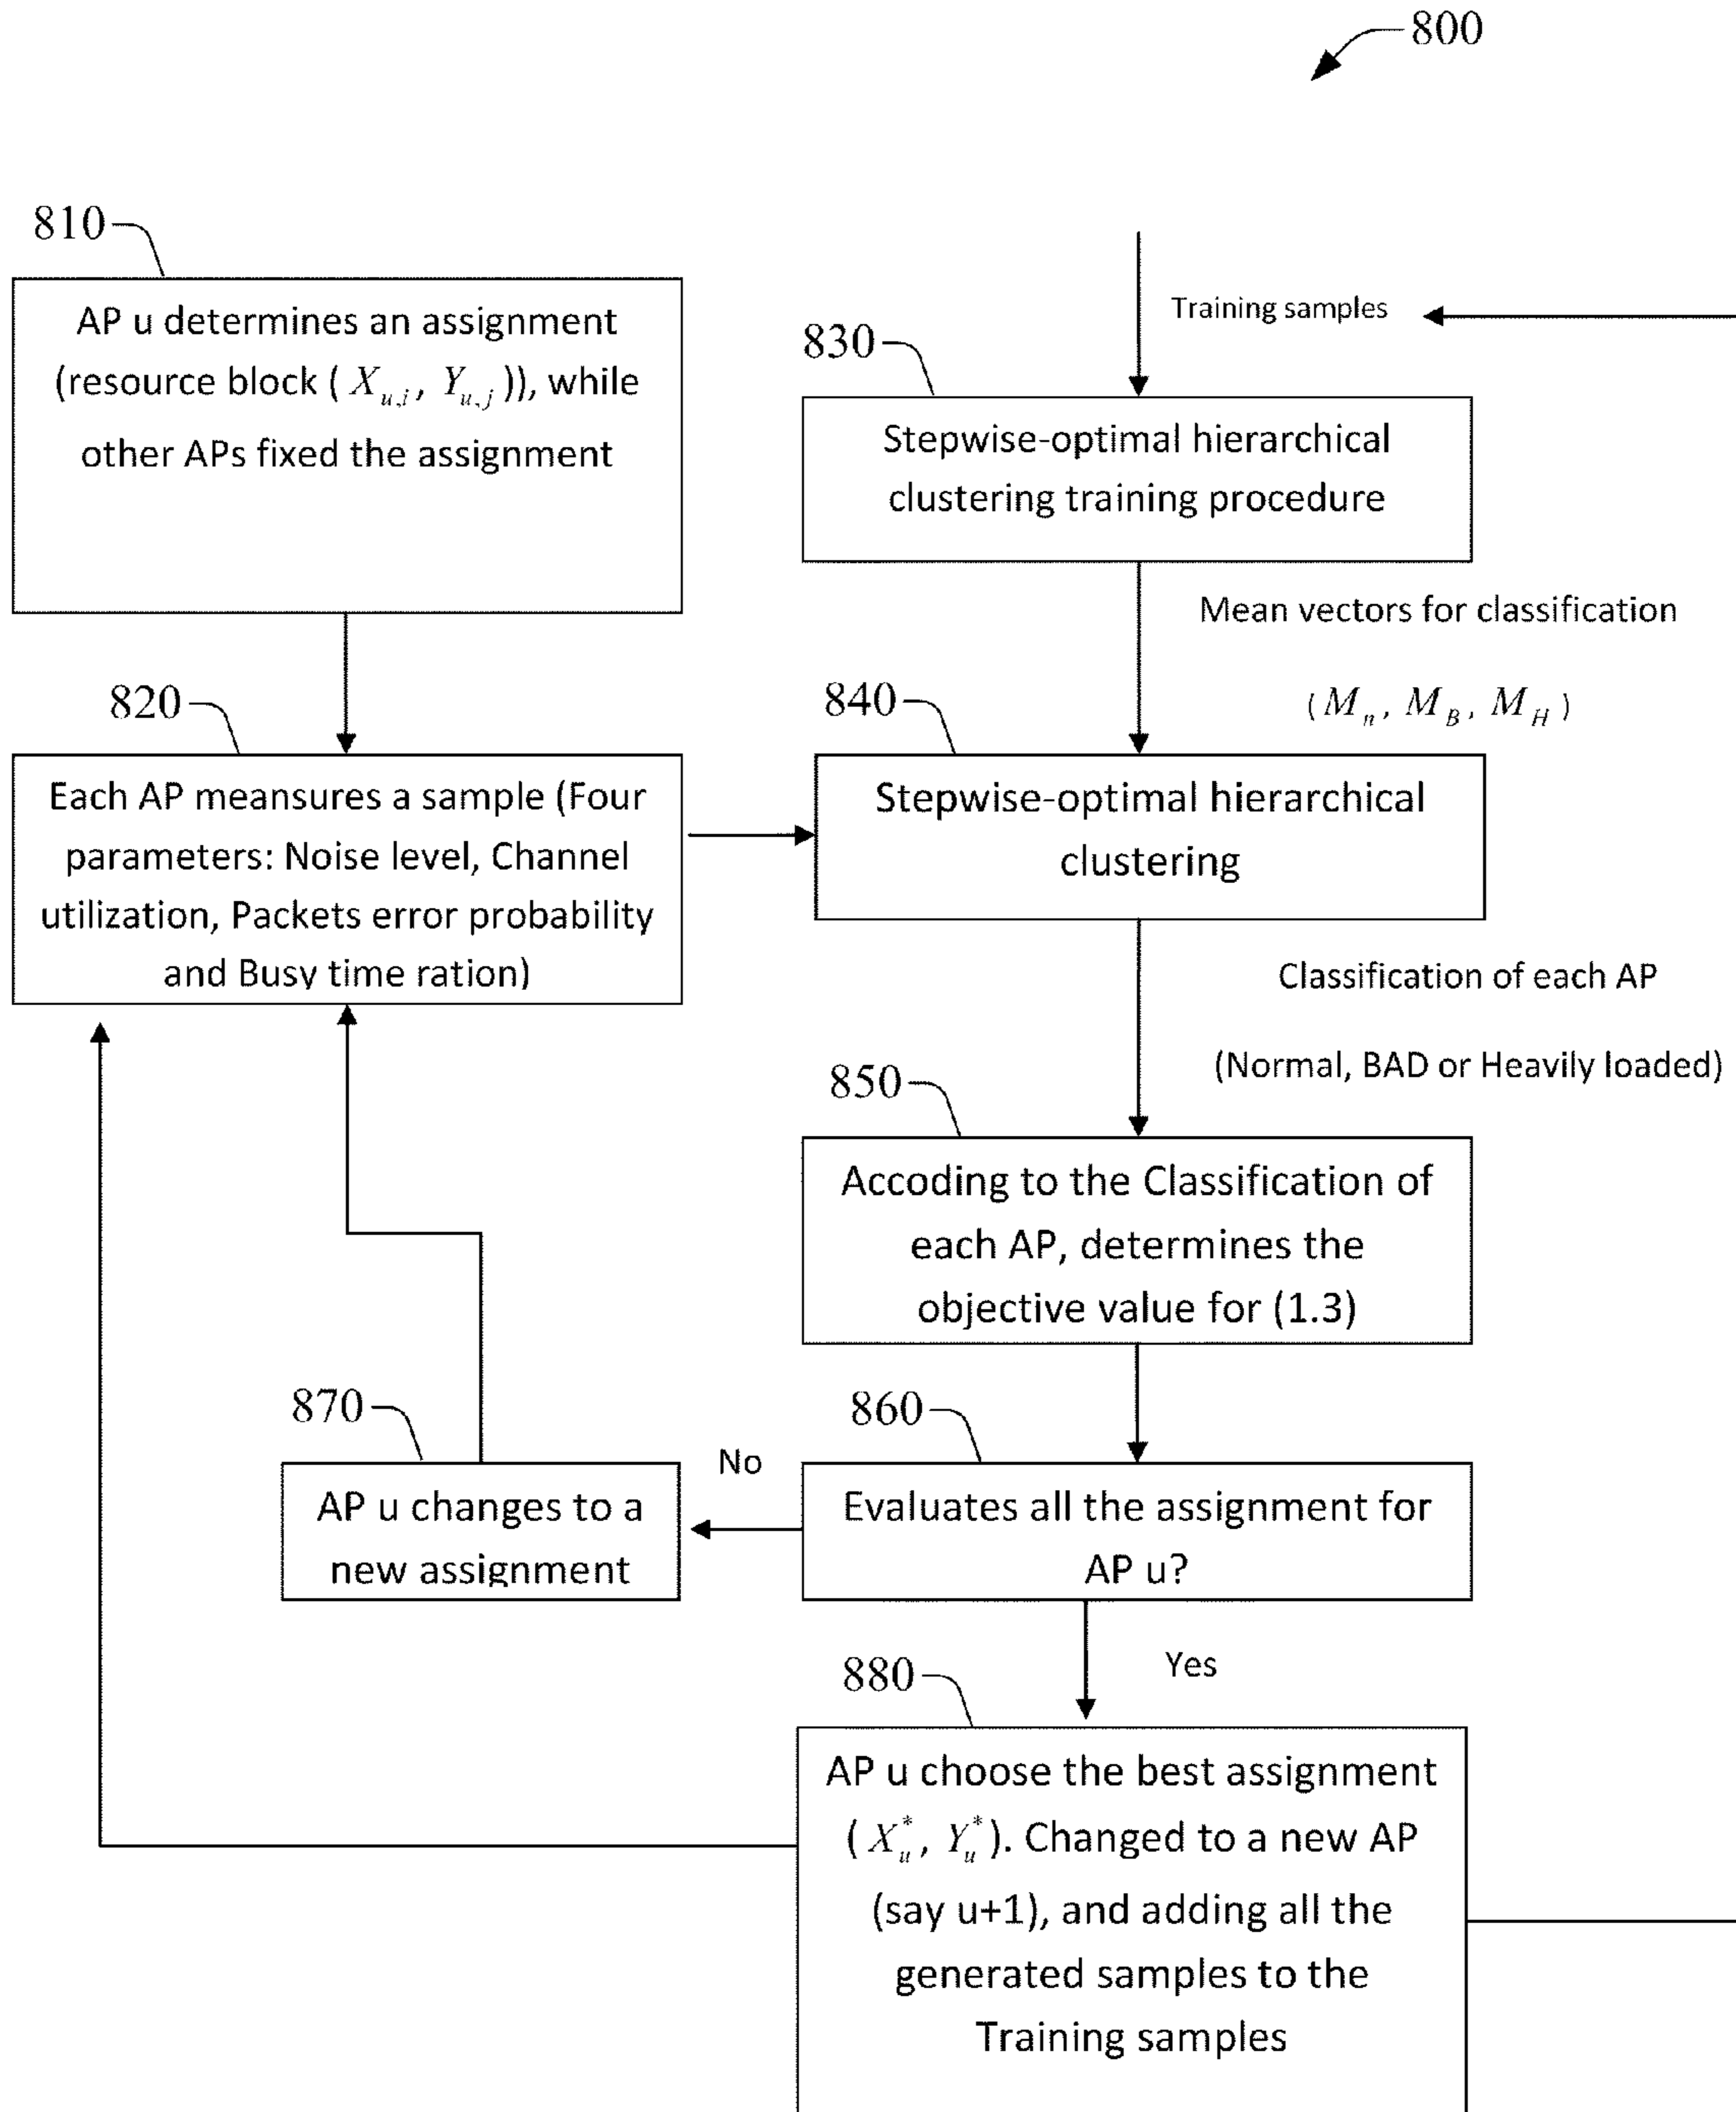 800
810
AP u determines an assignment
(resource block ( X_{u,i}, Y_{u,j} )), while
other APs fixed the assignment
Training samples
830
Stepwise-optimal hierarchical
clustering training procedure
Mean vectors for classification
( M_n, M_B, M_H )
820
Each AP meansures a sample (Four
parameters: Noise level, Channel
utilization, Packets error probability
and Busy time ration)
840
Stepwise-optimal hierarchical
clustering
Classification of each AP
(Normal, BAD or Heavily loaded)
850
Accoding to the Classification of
each AP, determines the
objective value for (1.3)
860
Evaluates all the assignment for
AP u?
No
870
AP u changes to a
new assignment
Yes
880
AP u choose the best assignment
( X_u^*, Y_u^* ). Changed to a new AP
(say u+1), and adding all the
generated samples to the
Training samples